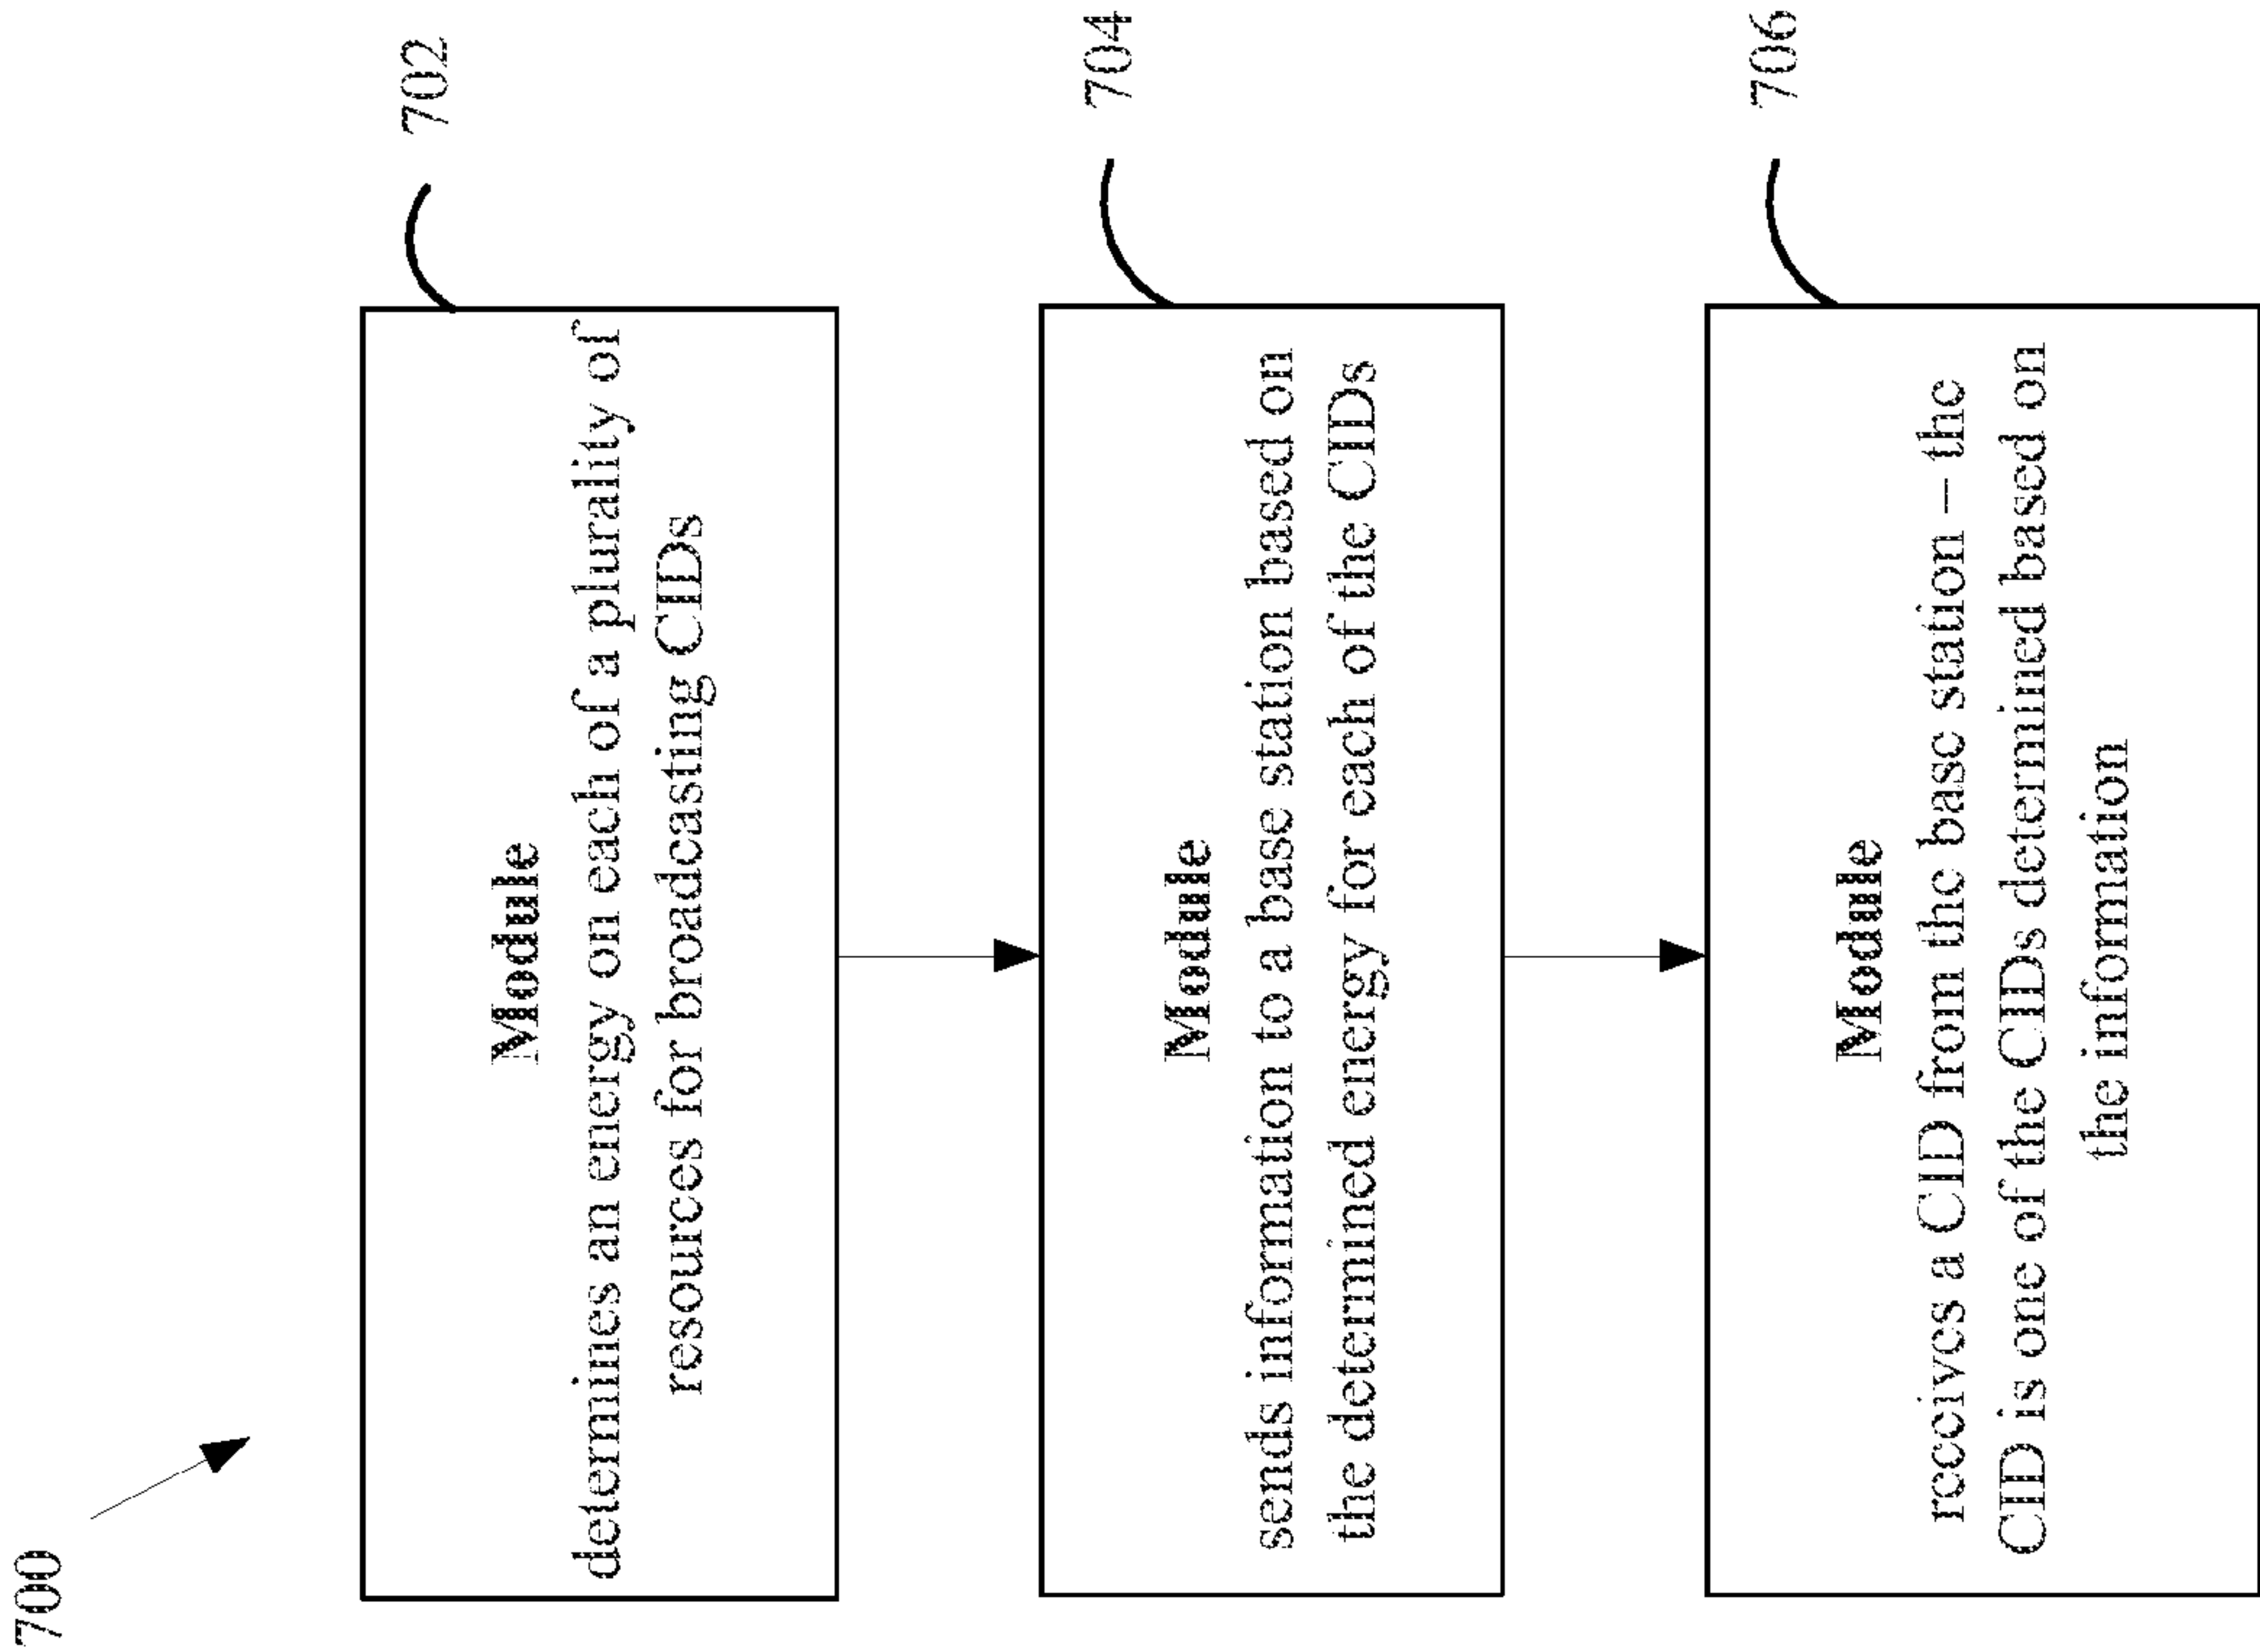 700
702
Module
determines an energy on each of a plurality of
resources for broadcasting CIDs
704
Module
sends information to a base station based on
the determined energy for each of the CIDs
706
Module
receives a CID from the base station – the
CID is one of the CIDs determined based on
the information